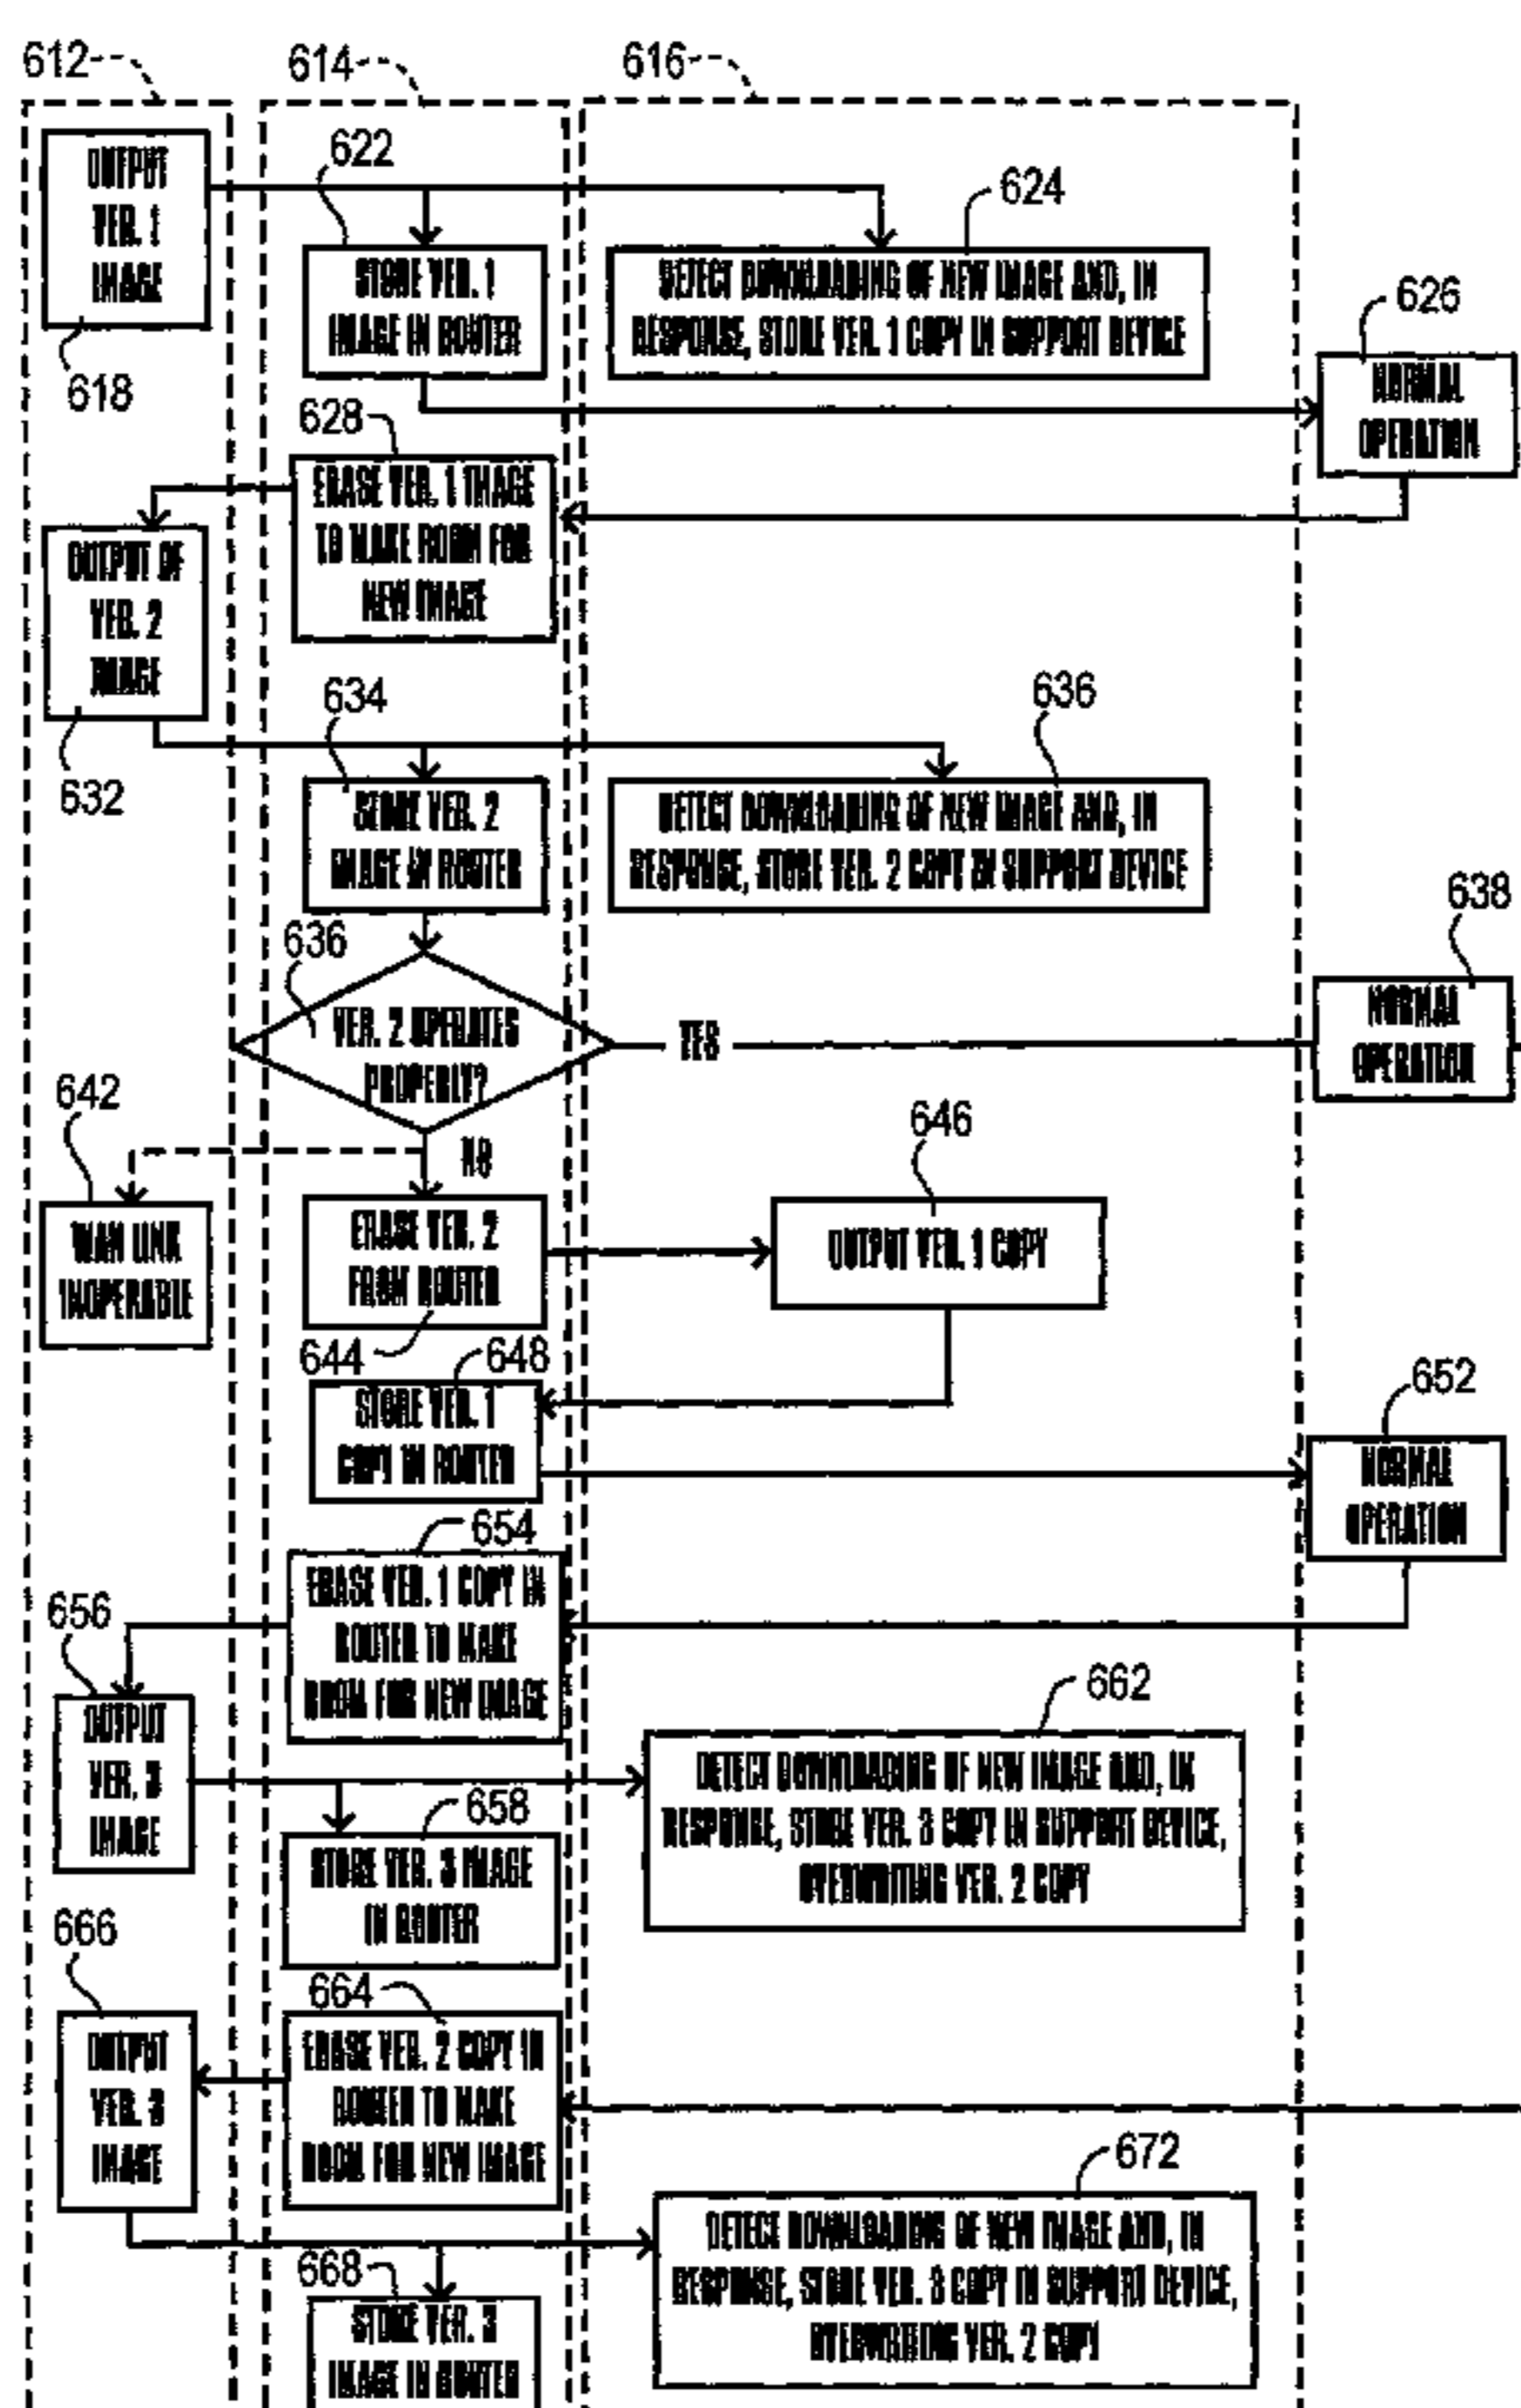 612
614
616
OUTPUT
VER. 1
IMAGE
618
622
STORE VER. 1
IMAGE IN ROUTER
624
DETECT DOWNLOADING OF NEW IMAGE AND, IN
RESPONSE, STORE VER. 1 COPY IN SUPPORT DEVICE
626
NORMAL
OPERATION
628
ERASE VER. 1 IMAGE
TO MAKE ROOM FOR
NEW IMAGE
OUTPUT OF
VER. 2
IMAGE
632
634
STORE VER. 2
IMAGE IN ROUTER
636
DETECT DOWNLOADING OF NEW IMAGE AND, IN
RESPONSE, STORE VER. 2 COPY IN SUPPORT DEVICE
636
VER. 2 OPERATES
PROPERLY?
YES
638
NORMAL
OPERATION
NO
642
WAN LINK
INOPERABLE
ERASE VER. 2
FROM ROUTER
644
646
OUTPUT VER. 1 COPY
648
STORE VER. 1
COPY IN ROUTER
652
NORMAL
OPERATION
654
ERASE VER. 1 COPY IN
ROUTER TO MAKE
ROOM FOR NEW IMAGE
656
OUTPUT
VER. 3
IMAGE
658
STORE VER. 3 IMAGE
IN ROUTER
662
DETECT DOWNLOADING OF NEW IMAGE AND, IN
RESPONSE, STORE VER. 3 COPY IN SUPPORT DEVICE,
OVERWRITING VER. 2 COPY
664
ERASE VER. 2 COPY IN
ROUTER TO MAKE
ROOM FOR NEW IMAGE
666
OUTPUT
VER. 3
IMAGE
668
STORE VER. 3
IMAGE IN ROUTER
672
DETECT DOWNLOADING OF NEW IMAGE AND, IN
RESPONSE, STORE VER. 3 COPY IN SUPPORT DEVICE,
OVERWRITING VER. 2 COPY